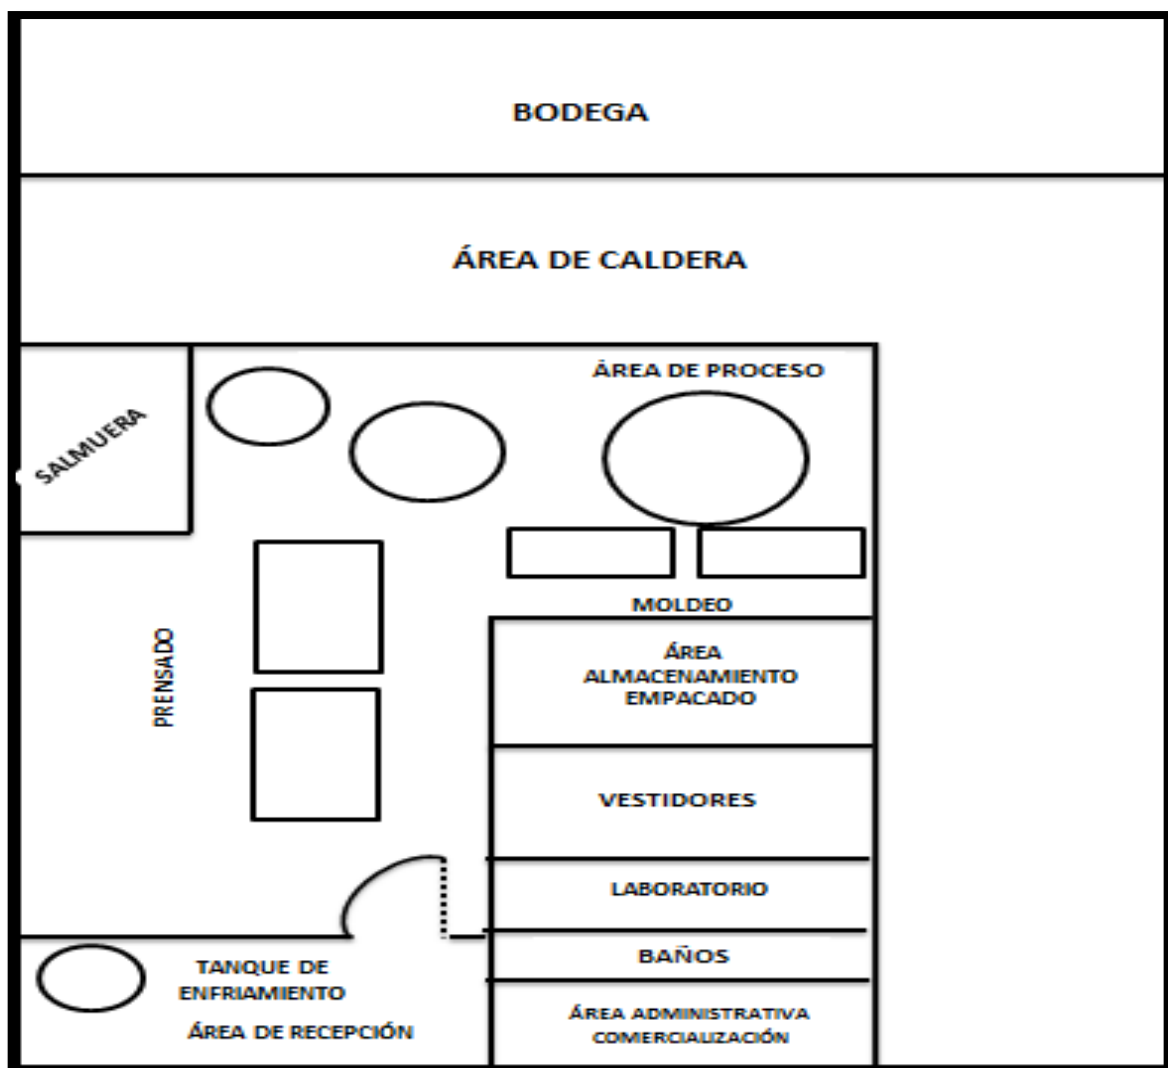 BODEGA
ÁREA DE CALDERA
ÁREA DE PROCESO
SALMUERA
MOLDEO
PRENSADO
ÁREA
ALMACENAMIENTO
EMPACADO
VESTIDORES
LABORATORIO
BAÑOS
TANQUE DE
ENFRIAMIENTO
ÁREA DE RECEPCIÓN
ÁREA ADMINISTRATIVA
COMERCIALIZACIÓN